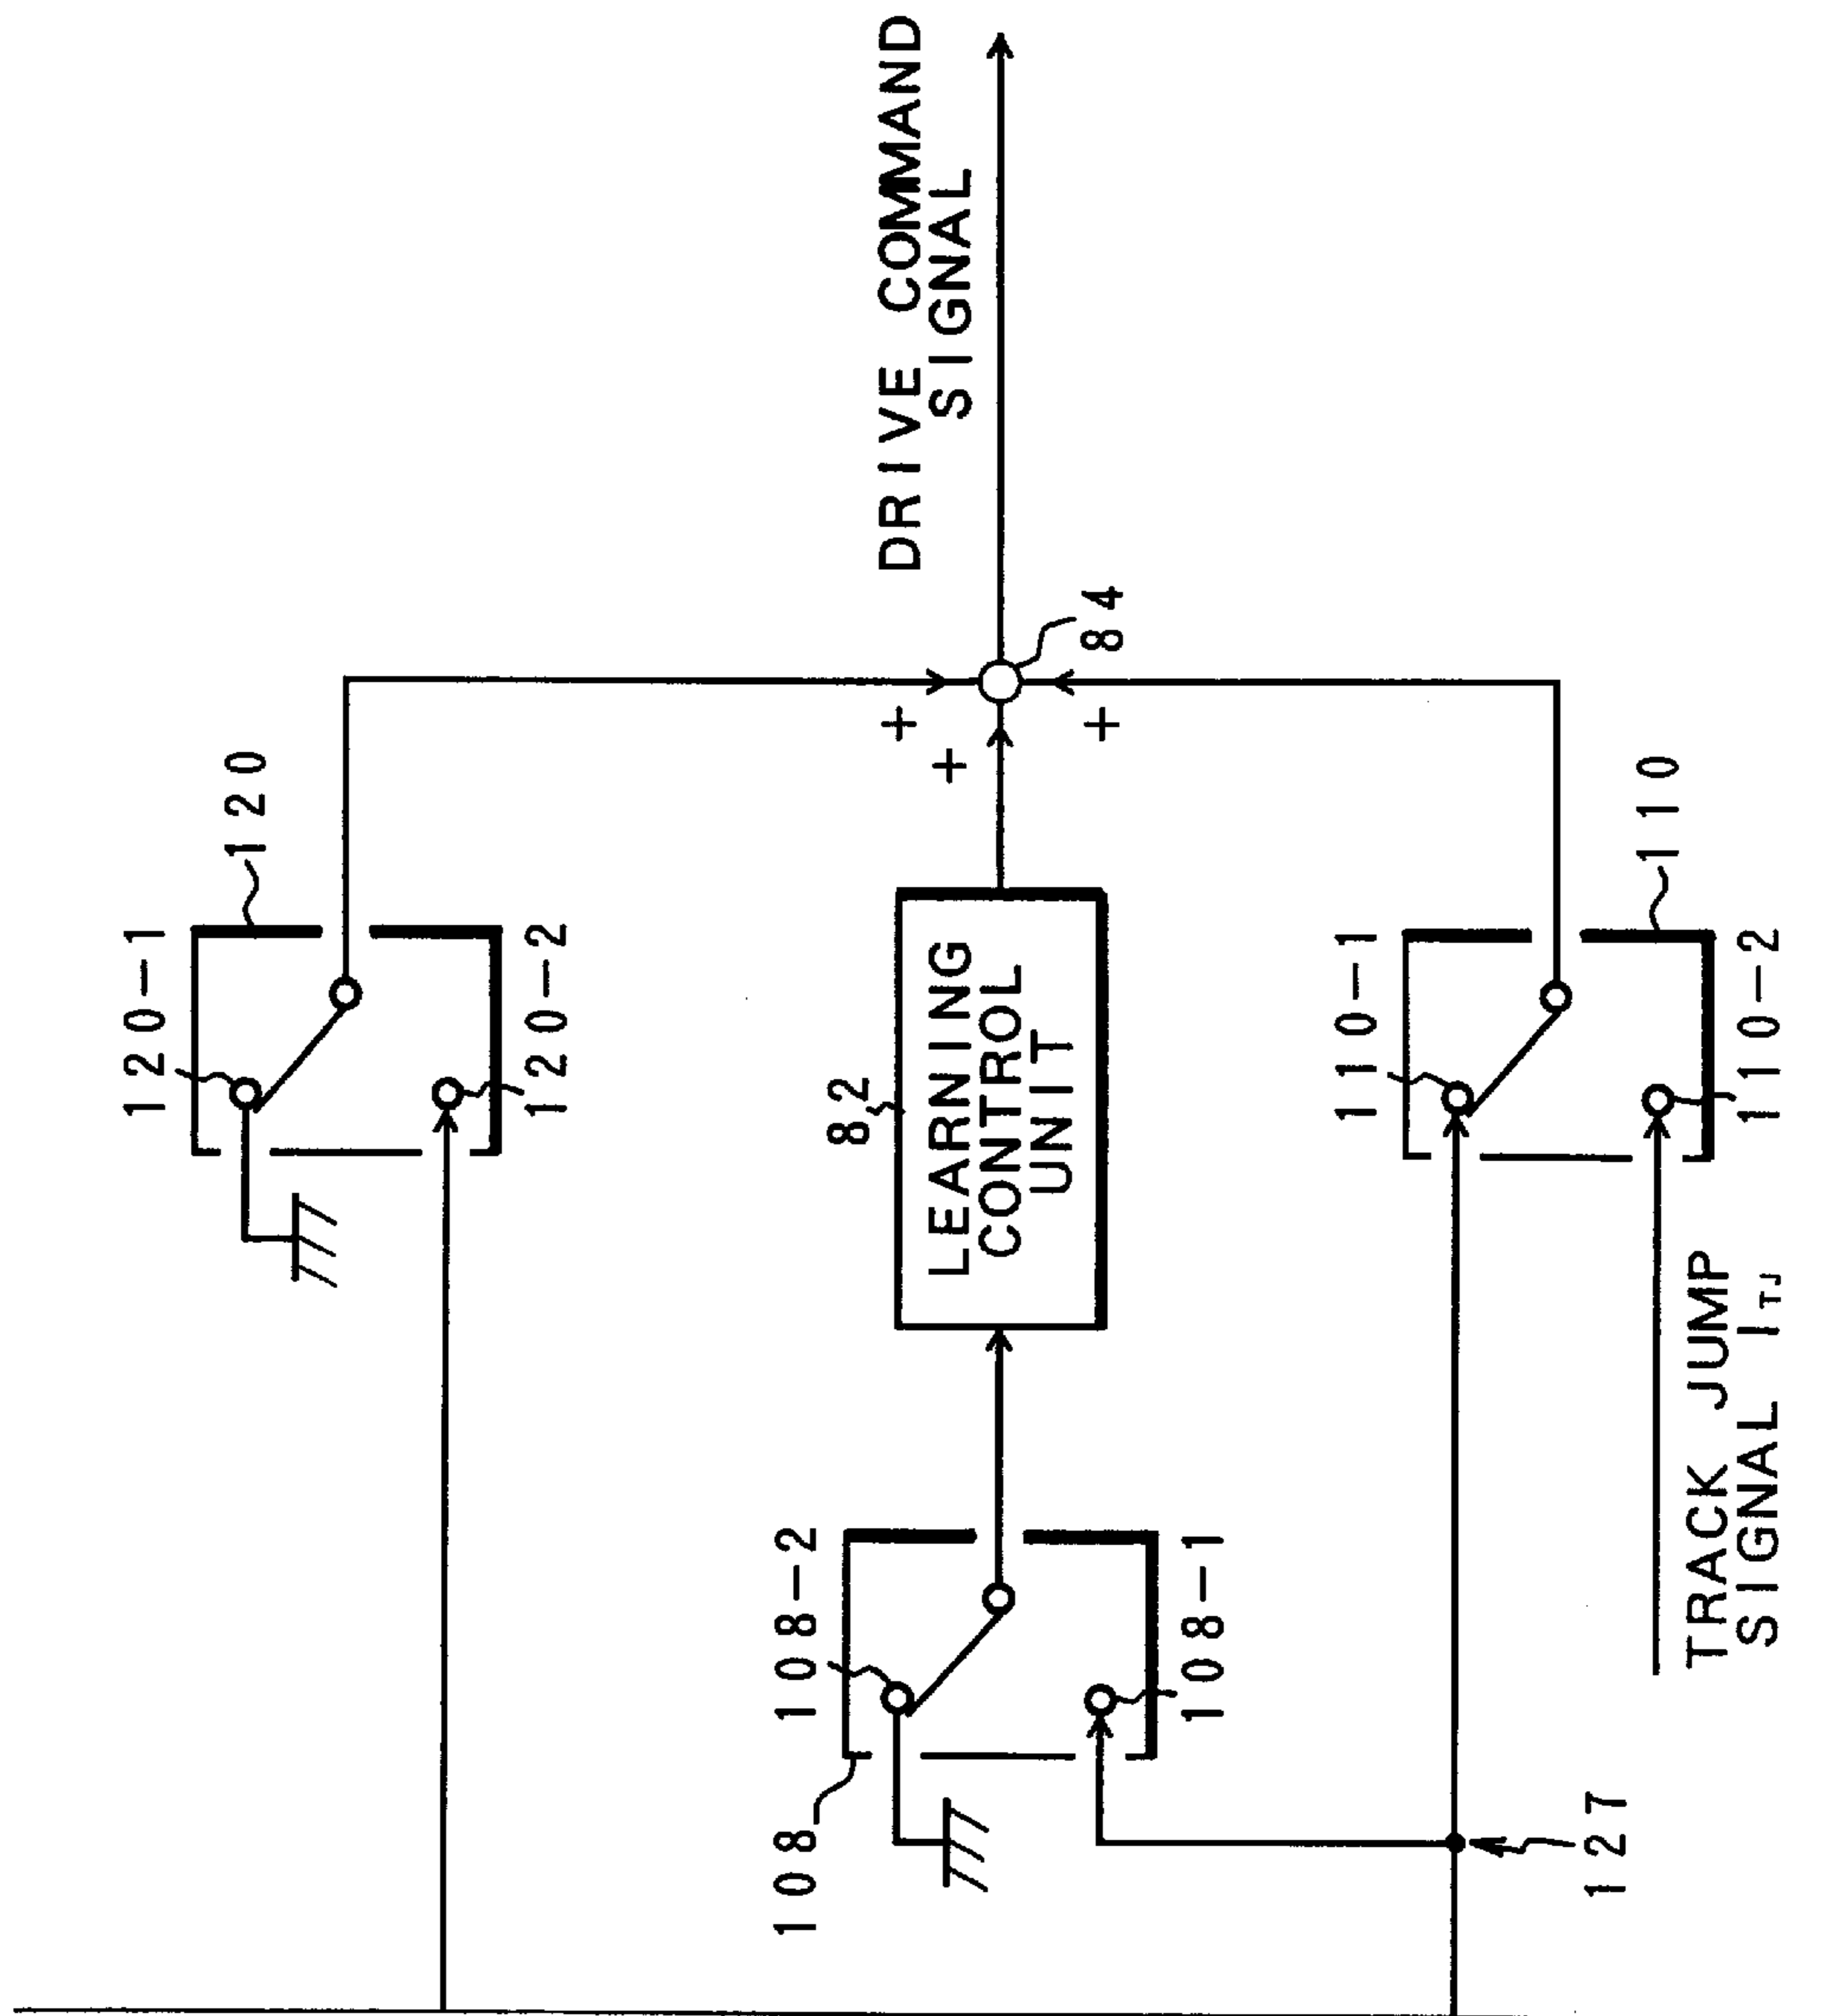 DRIVE COMMAND
SIGNAL
84
+
+
+
120
120-1
120-2
82
LEARNING
CONTROL
UNIT
110
110-1
110-2
108
108-2
108-1
127
TRACK JUMP
SIGNAL I_TJ